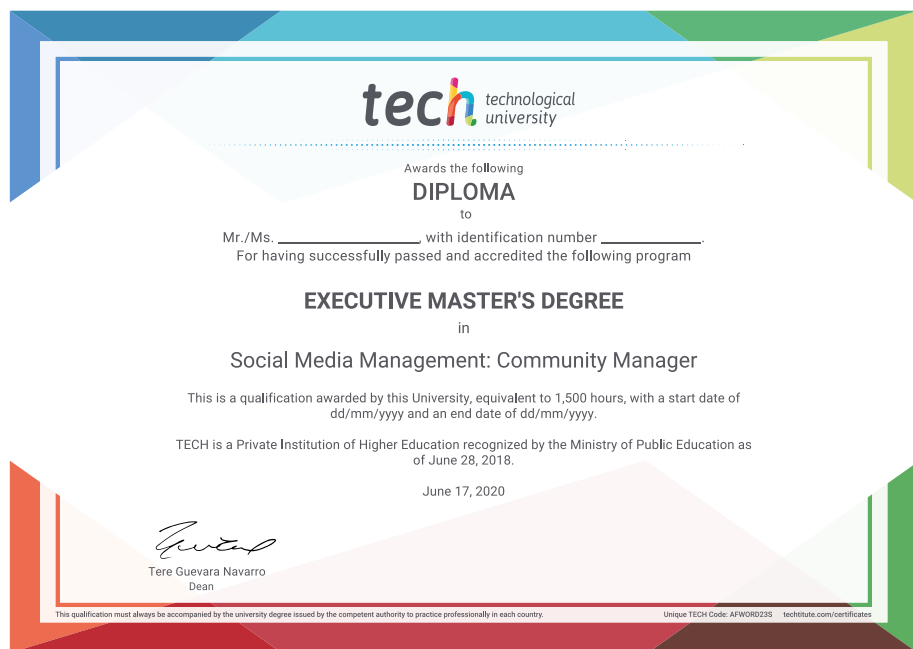 tech technological
university
Awards the following
DIPLOMA
to
Mr./Ms. ____________________, with identification number ______________.
For having successfully passed and accredited the following program
EXECUTIVE MASTER'S DEGREE
in
Social Media Management: Community Manager
This is a qualification awarded by this University, equivalent to 1,500 hours, with a start date of
dd/mm/yyyy and an end date of dd/mm/yyyy.
TECH is a Private Institution of Higher Education recognized by the Ministry of Public Education as
of June 28, 2018.
June 17, 2020
Tere Guevara Navarro
Dean
This qualification must always be accompanied by the university degree issued by the competent authority to practice professionally in each country. Unique TECH Code: AFWORD23S techtitute.com/certificates